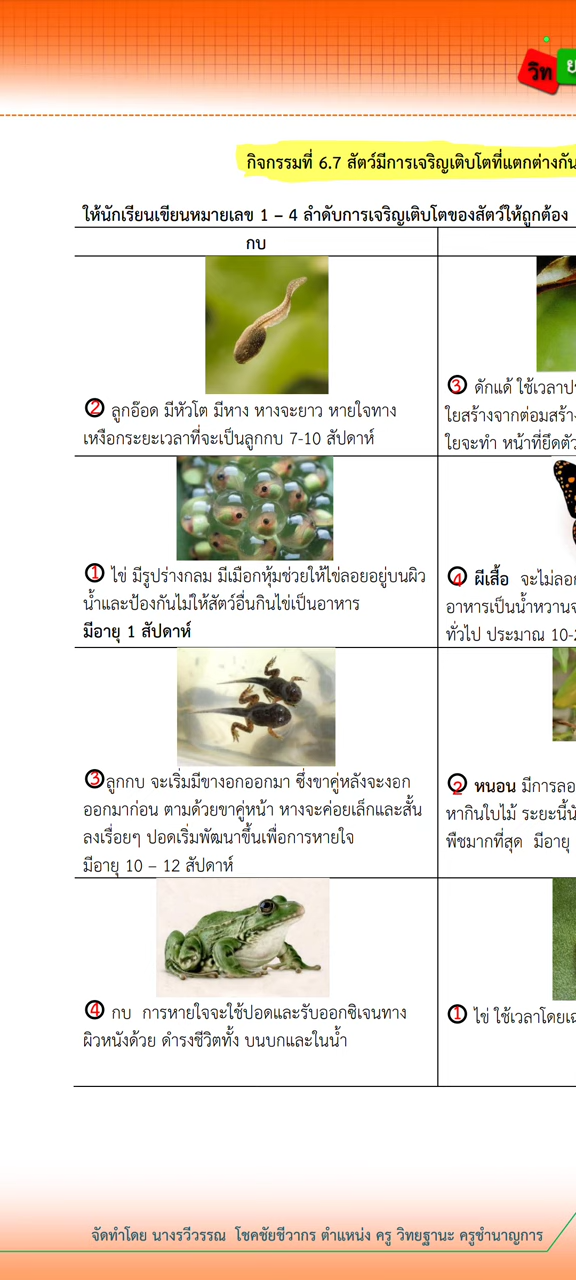 วิท
ย
กิจกรรมที่ 6.7 สัตว์มีการเจริญเติบโตที่แตกต่างกัน
ให้นักเรียนเขียนหมายเลข 1 – 4 ลำดับการเจริญเติบโตของสัตว์ให้ถูกต้อง
กบ
2 ลูกอ๊อด มีหัวโต มีหาง หางจะยาว หายใจทาง
เหงือกระยะเวลาที่จะเป็นลูกกบ 7-10 สัปดาห์
1 ไข่ มีรูปร่างกลม มีเมือกหุ้มช่วยให้ไข่ลอยอยู่บนผิว
น้ำและป้องกันไม่ให้สัตว์อื่นกินไข่เป็นอาหาร
มีอายุ 1 สัปดาห์
3 ลูกกบ จะเริ่มมีขางอกออกมา ซึ่งขาคู่หลังจะงอก
ออกมาก่อน ตามด้วยขาคู่หน้า หางจะค่อยเล็กและสั้น
ลงเรื่อยๆ ปอดเริ่มพัฒนาขึ้นเพื่อการหายใจ
มีอายุ 10 – 12 สัปดาห์
4 กบ การหายใจจะใช้ปอดและรับออกซิเจนทาง
ผิวหนังด้วย ดำรงชีวิตทั้ง บนบกและในน้ำ
3 ดักแด้ ใช้เวลาป
ใยสร้างจากต่อมสร้าง
ใยจะทำ หน้าที่ยึดตัว
4 ผีเสื้อ จะไม่ลอก
อาหารเป็นน้ำหวานจ
ทั่วไป ประมาณ 10-2
2 หนอน มีการลอ
หากินใบไม้ ระยะนี้น
พืชมากที่สุด มีอายุ
1 ไข่ ใช้เวลาโดยเฉ
จัดทำโดย นางรวีวรรณ โชคชัยชีวากร ตำแหน่ง ครู วิทยฐานะ ครูชำนาญการ